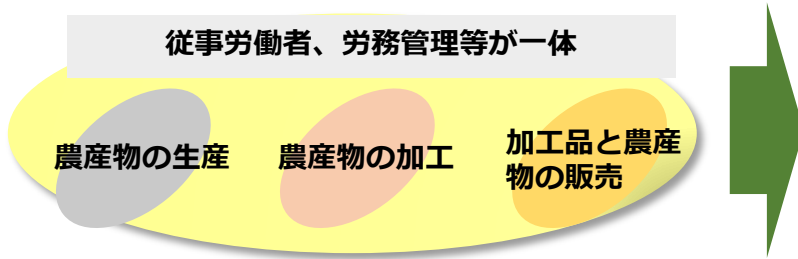 従事労働者、労務管理等が一体
農産物の生産
農産物の加工
加工品と農産
物の販売